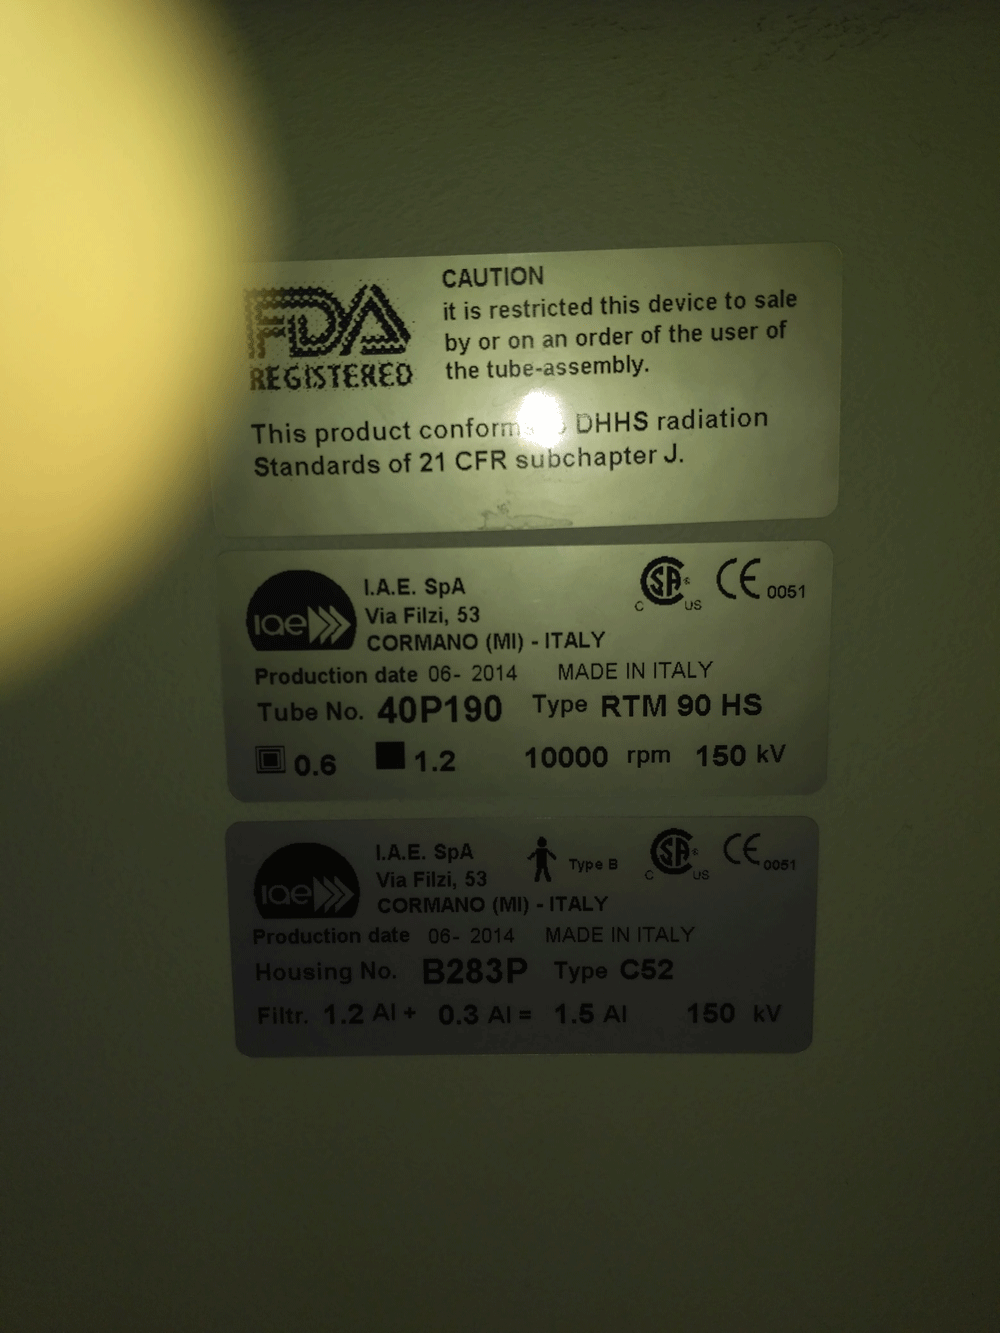 FDA
REGISTERED
CAUTION
it is restricted this device to sale
by or on an order of the user of
the tube-assembly.
This product conform DHHS radiation
Standards of 21 CFR subchapter J.
iae
I.A.E. SpA
Via Filzi, 53
CORMANO (MI) - ITALY
C SA® US CE 0051
Production date 06- 2014 MADE IN ITALY
Tube No. 40P190 Type RTM 90 HS
0.6 1.2 10000 rpm 150 kV
iae
I.A.E. SpA
Via Filzi, 53
CORMANO (MI) - ITALY
Type B C SA® US CE 0051
Production date 06- 2014 MADE IN ITALY
Housing No. B283P Type C52
Filtr. 1.2 Al + 0.3 Al = 1.5 Al 150 kV